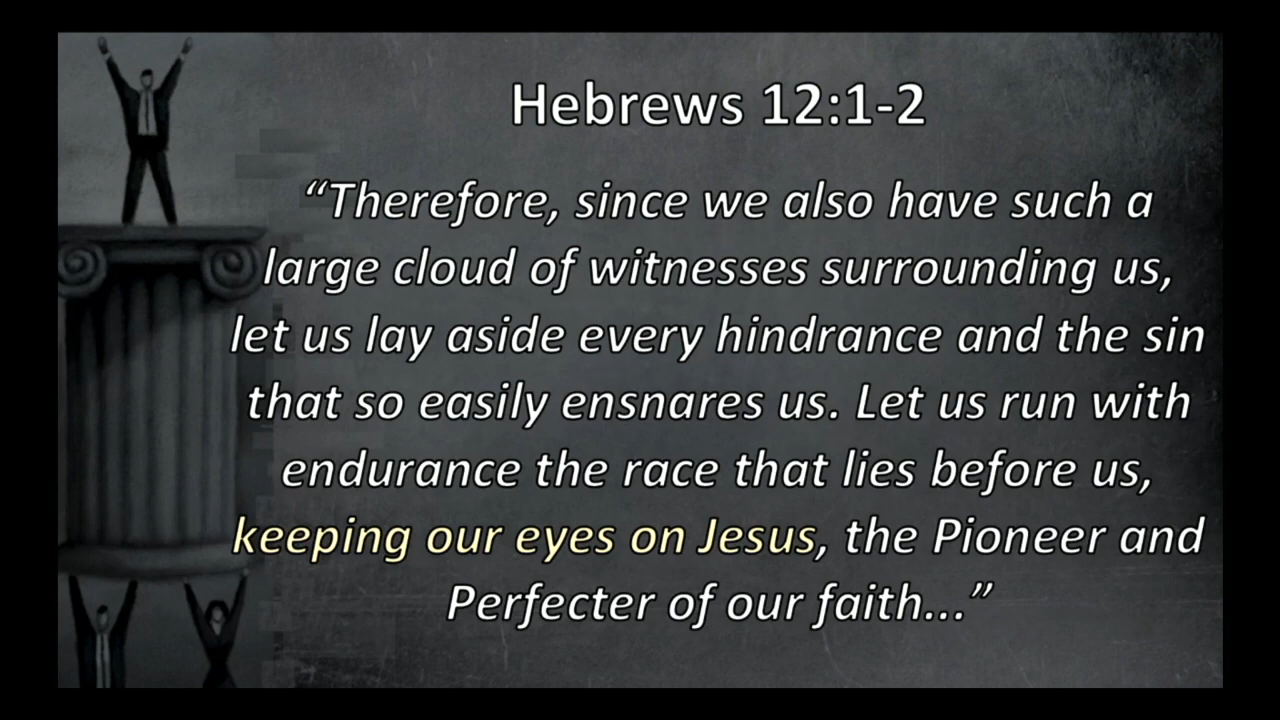 Hebrews 12:1-2
“Therefore, since we also have such a
large cloud of witnesses surrounding us,
let us lay aside every hindrance and the sin
that so easily ensnares us. Let us run with
endurance the race that lies before us,
keeping our eyes on Jesus, the Pioneer and
Perfecter of our faith...”